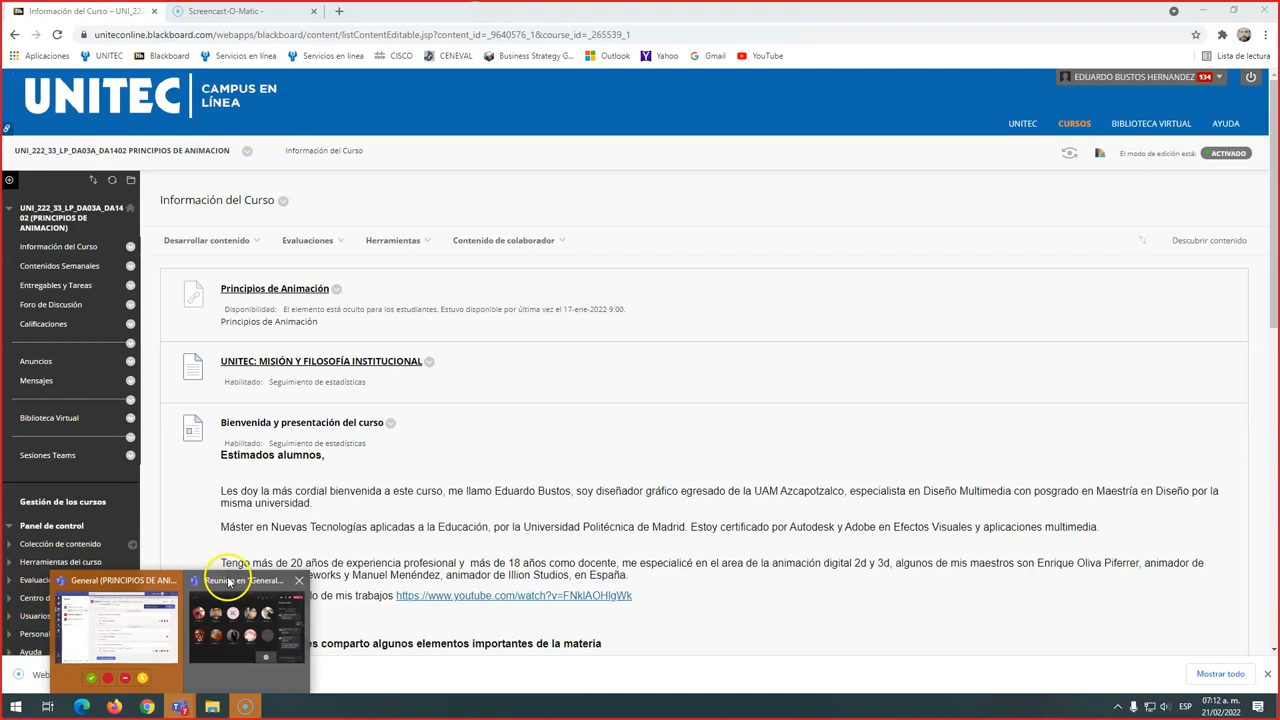 Información del Curso – UNI_222
Screencast-O-Matic -
uniteconline.blackboard.com/webapps/blackboard/content/listContentEditable.jsp?content_id=_9640576_1&course_id=_265539_1
Aplicaciones
UNITEC
Blackboard
Servicios en línea
Servicios en linea
CISCO
CENEVAL
Business Strategy G...
Outlook
Yahoo
Gmail
YouTube
Lista de lectura
UNITEC
CAMPUS EN
LÍNEA
EDUARDO BUSTOS HERNANDEZ 134
UNITEC
CURSOS
BIBLIOTECA VIRTUAL
AYUDA
UNI_222_33_LP_DA03A_DA1402 PRINCIPIOS DE ANIMACION
Información del Curso
El modo de edición está: ACTIVADO
UNI_222_33_LP_DA03A_DA14
02 (PRINCIPIOS DE
ANIMACION)
Información del Curso
Contenidos Semanales
Entregables y Tareas
Foro de Discusión
Calificaciones
Anuncios
Mensajes
Biblioteca Virtual
Sesiones Teams
Gestión de los cursos
Panel de control
Colección de contenido
Herramientas del curso
Evaluació
Centro d
Usuarios
Personal
Ayuda
Información del Curso
Desarrollar contenido
Evaluaciones
Herramientas
Contenido de colaborador
Descubrir contenido
Principios de Animación
Disponibilidad: El elemento está oculto para los estudiantes. Estuvo disponible por última vez el 17-ene-2022 9:00.
Principios de Animación
UNITEC: MISIÓN Y FILOSOFÍA INSTITUCIONAL
Habilitado: Seguimiento de estadísticas
Bienvenida y presentación del curso
Habilitado: Seguimiento de estadísticas
Estimados alumnos,
Les doy la más cordial bienvenida a este curso, me llamo Eduardo Bustos, soy diseñador gráfico egresado de la UAM Azcapotzalco, especialista en Diseño Multimedia con posgrado en Maestría en Diseño por la
misma universidad.
Máster en Nuevas Tecnologías aplicadas a la Educación, por la Universidad Politécnica de Madrid. Estoy certificado por Autodesk y Adobe en Efectos Visuales y aplicaciones multimedia.
Tengo más de 20 años de experiencia profesional y más de 18 años como docente, me especialicé en el area de la animación digital 2d y 3d, algunos de mis maestros son Enrique Oliva Piferrer, animador de
eworks y Manuel Menéndez, animador de Illion Studios, en España.
lo de mis trabajos https://www.youtube.com/watch?v=FNklAOHIgWk
es comparto algunos elementos importantes de la materia
General (PRINCIPIOS DE ANI...
Reunión en "General...
Web
Mostrar todo
ESP
07:12 a. m.
21/02/2022